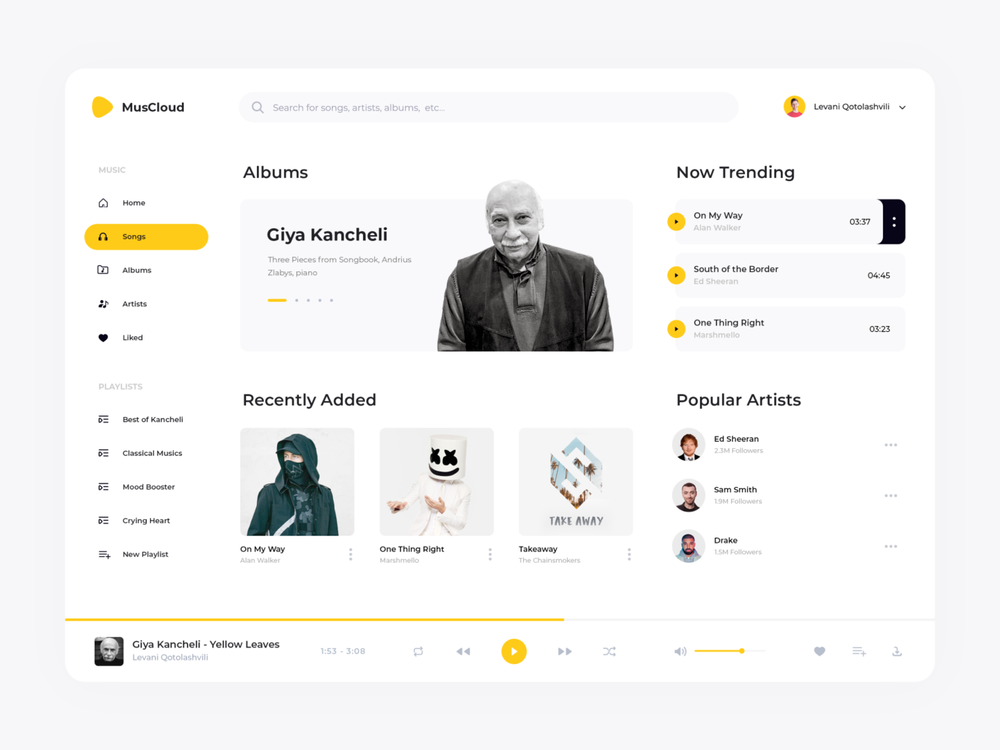 MusCloud
Search for songs, artists, albums, etc...
Levani Qotolashvili
MUSIC
Home
Songs
Albums
Artists
Liked
PLAYLISTS
Best of Kancheli
Classical Musics
Mood Booster
Crying Heart
New Playlist
Albums
Giya Kancheli
Three Pieces from Songbook, Andrius
Zlabys, piano
Now Trending
On My Way
Alan Walker
03:37
South of the Border
Ed Sheeran
04:45
One Thing Right
Marshmello
03:23
Recently Added
On My Way
Alan Walker
One Thing Right
Marshmello
TAKE AWAY
Takeaway
The Chainsmokers
Popular Artists
Ed Sheeran
2.3M Followers
Sam Smith
1.9M Followers
Drake
1.5M Followers
Giya Kancheli - Yellow Leaves
Levani Qotolashvili
1:53 - 3:08